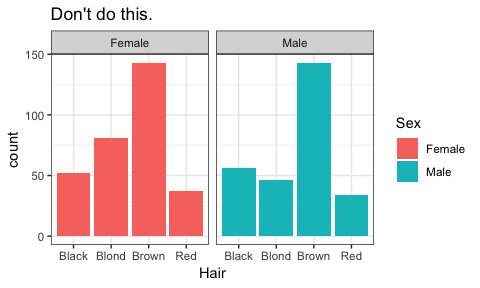 Don't do this.
Female Male
150
100
50
0
count
Black Blond Brown Red Black Blond Brown Red
Hair
Sex
Female
Male